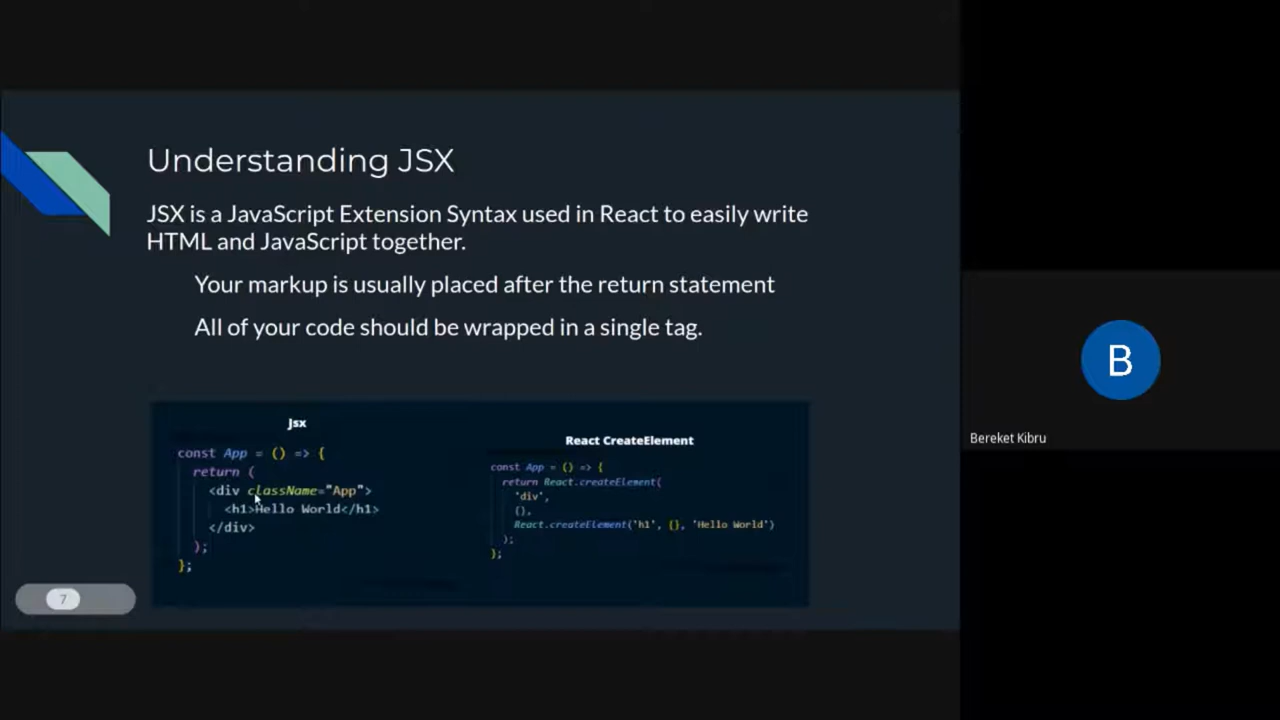 Understanding JSX
JSX is a JavaScript Extension Syntax used in React to easily write
HTML and JavaScript together.
Your markup is usually placed after the return statement
All of your code should be wrapped in a single tag.
Jsx
const App = () => {
return (
<div className="App">
<h1>Hello World</h1>
</div>
);
};
React CreateElement
const App = () => {
return React.createElement(
'div',
{},
React.createElement('h1', {}, 'Hello World')
);
};
7
B
Bereket Kibru